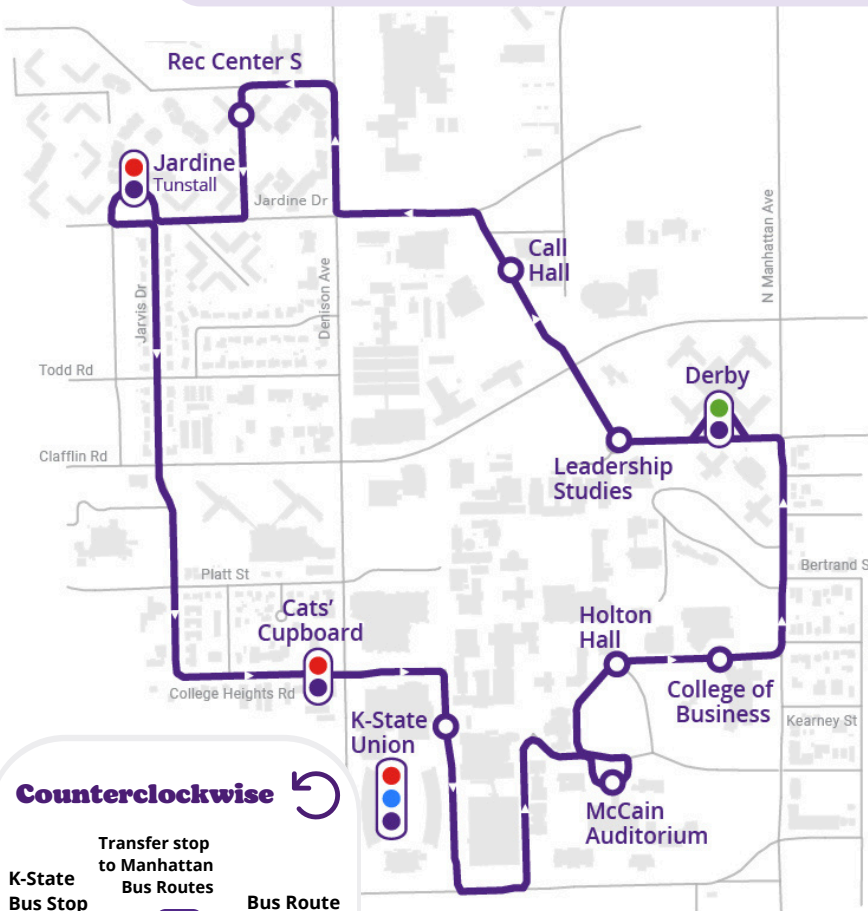 Rec Center S
Jardine
Tunstall
Jardine Dr
N Manhattan Ave
Call
Hall
Jarvis Dr
Denison Ave
Todd Rd
Derby
Clafflin Rd
Leadership
Studies
Platt St
Bertrand S
Cats'
Cupboard
Holton
Hall
College Heights Rd
College of
Business
K-State
Union
Kearney St
McCain
Auditorium
Counterclockwise
Transfer stop
to Manhattan
Bus Routes
K-State
Bus Stop
Bus Route